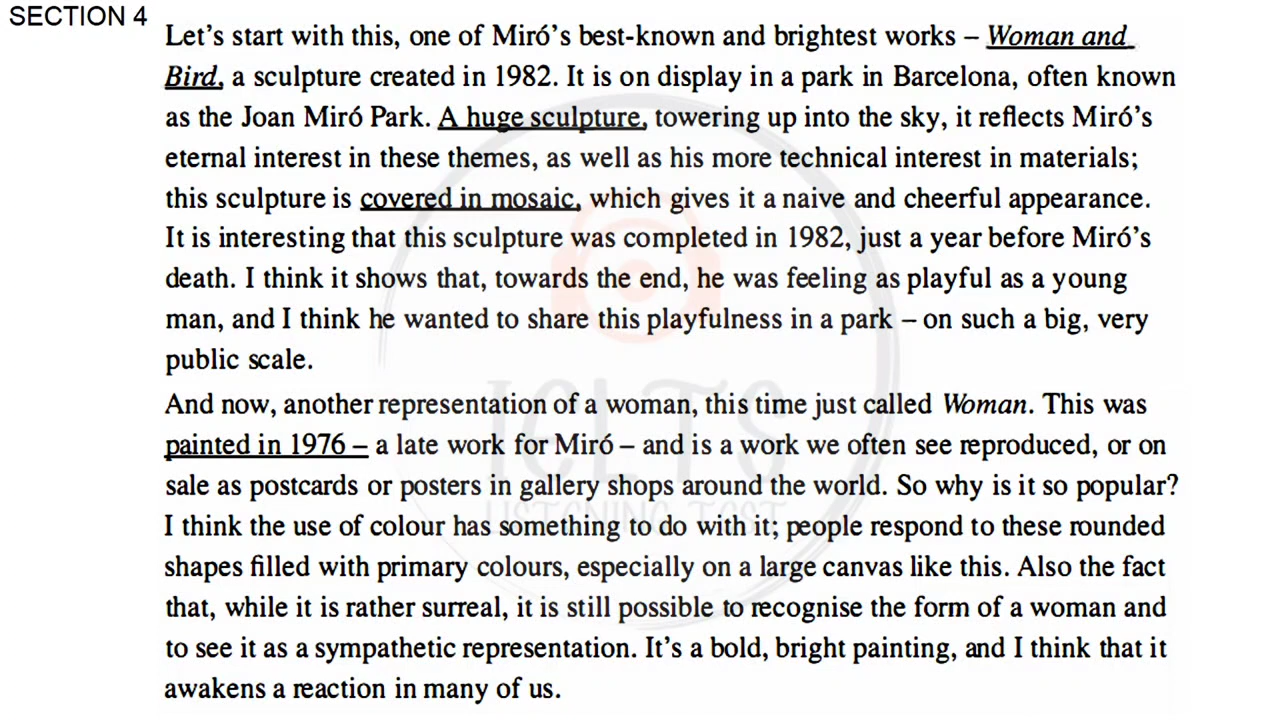 SECTION 4
Let’s start with this, one of Miró’s best-known and brightest works – Woman and
Bird, a sculpture created in 1982. It is on display in a park in Barcelona, often known
as the Joan Miró Park. A huge sculpture, towering up into the sky, it reflects Miró’s
eternal interest in these themes, as well as his more technical interest in materials;
this sculpture is covered in mosaic, which gives it a naive and cheerful appearance.
It is interesting that this sculpture was completed in 1982, just a year before Miró’s
death. I think it shows that, towards the end, he was feeling as playful as a young
man, and I think he wanted to share this playfulness in a park – on such a big, very
public scale.
And now, another representation of a woman, this time just called Woman. This was
painted in 1976 – a late work for Miró – and is a work we often see reproduced, or on
sale as postcards or posters in gallery shops around the world. So why is it so popular?
I think the use of colour has something to do with it; people respond to these rounded
shapes filled with primary colours, especially on a large canvas like this. Also the fact
that, while it is rather surreal, it is still possible to recognise the form of a woman and
to see it as a sympathetic representation. It’s a bold, bright painting, and I think that it
awakens a reaction in many of us.
IELTS
LISTENING TEST